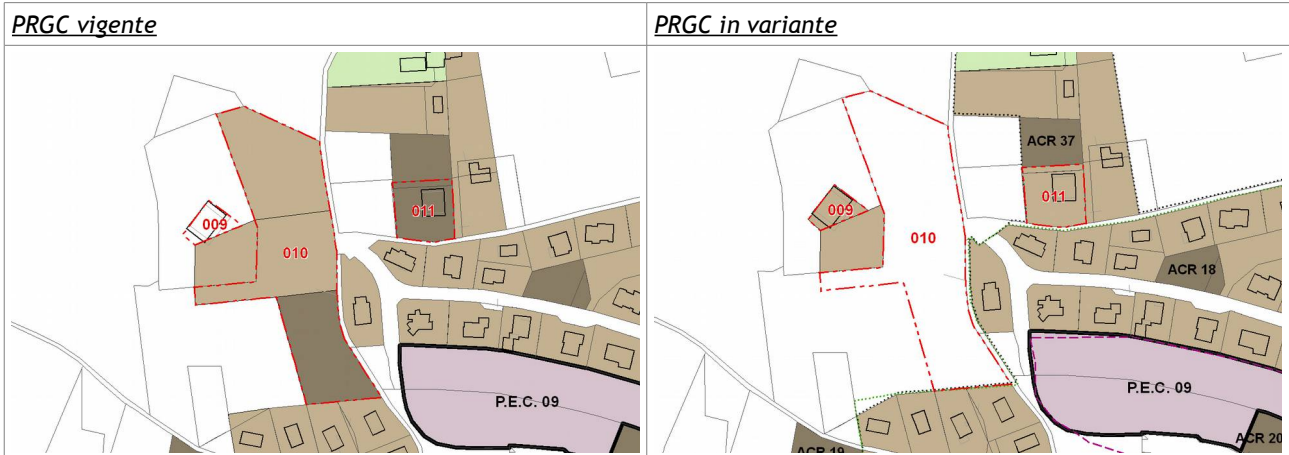 PRGC vigente
PRGC in variante
009
010
011
P.E.C. 09
ACR 37
009
011
010
ACR 18
P.E.C. 09
ACR 19
ACR 20